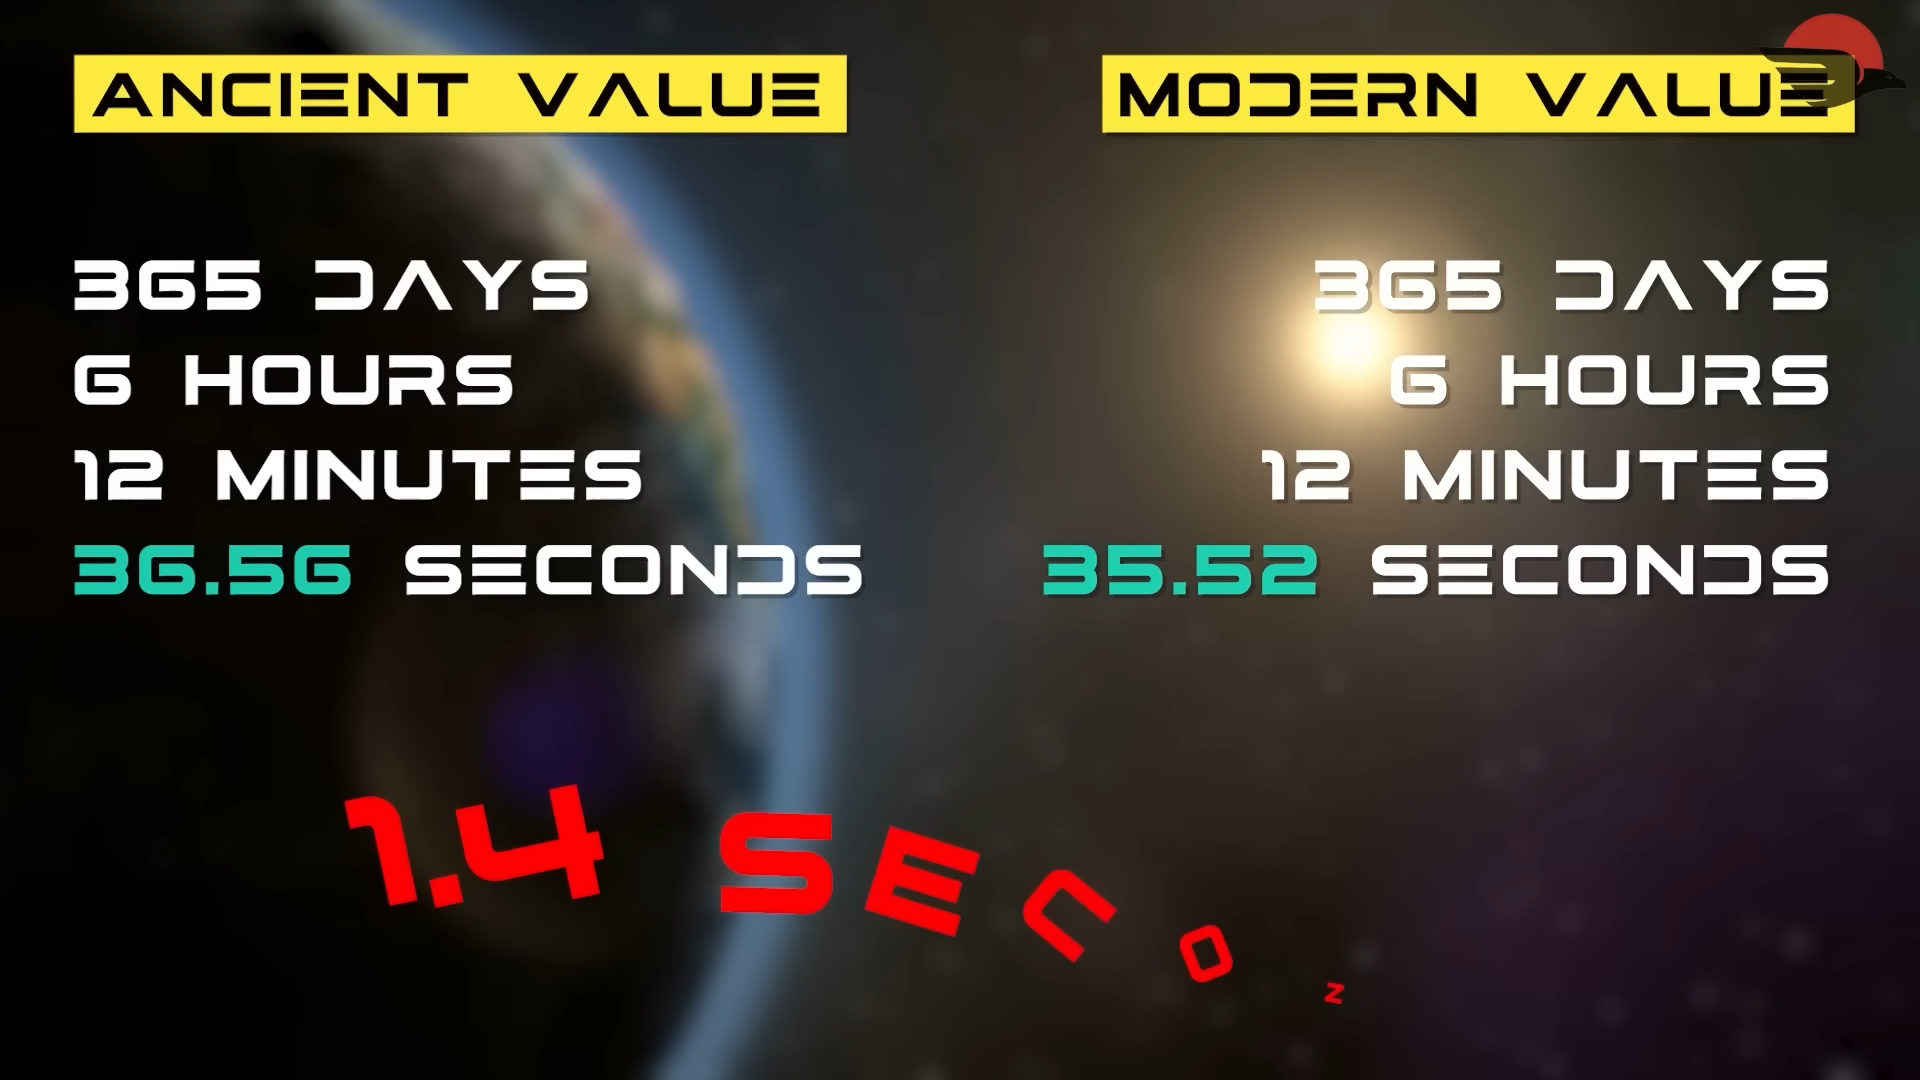 ANCIENT VALUE
MODERN VALUE
365 DAYS
6 HOURS
12 MINUTES
36.56 SECONDS
365 DAYS
6 HOURS
12 MINUTES
35.52 SECONDS
1.4 SECON